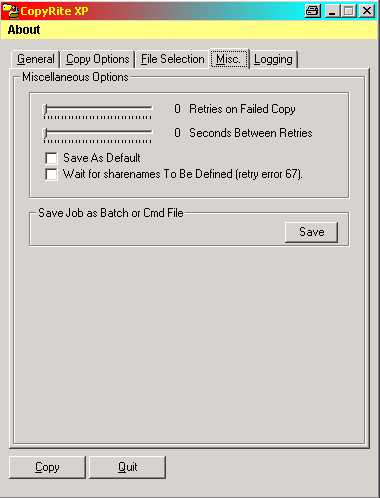 CopyRite XP
About
General Copy Options File Selection Misc. Logging
Miscellaneous Options
0 Retries on Failed Copy
0 Seconds Between Retries
Save As Default
Wait for sharenames To Be Defined (retry error 67).
Save Job as Batch or Cmd File
Save
Copy Quit